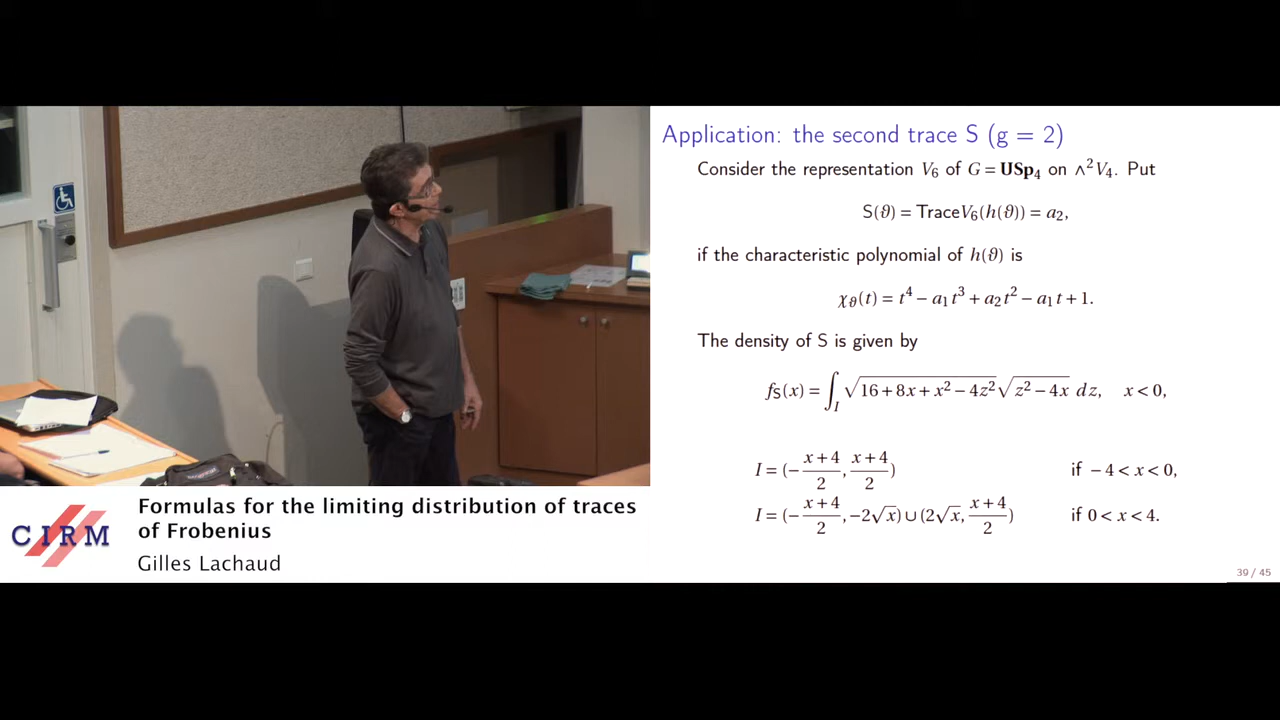 Application: the second trace S (g = 2)
Consider the representation V₆ of G = USp₄ on ∧²V₄. Put
S(ϑ) = TraceV₆(h(ϑ)) = a₂,
if the characteristic polynomial of h(ϑ) is
χ_ϑ(t) = t⁴ − a₁t³ + a₂t² − a₁t + 1.
The density of S is given by
f_S(x) = ∫_I √(16 + 8x + x² − 4z²) √(z² − 4x) dz, x < 0,
I = (−(x+4)/2, (x+4)/2) if −4 < x < 0,
I = (−(x+4)/2, −2√x) ∪ (2√x, (x+4)/2) if 0 < x < 4.
39 / 45
CIRM
Formulas for the limiting distribution of traces
of Frobenius
Gilles Lachaud